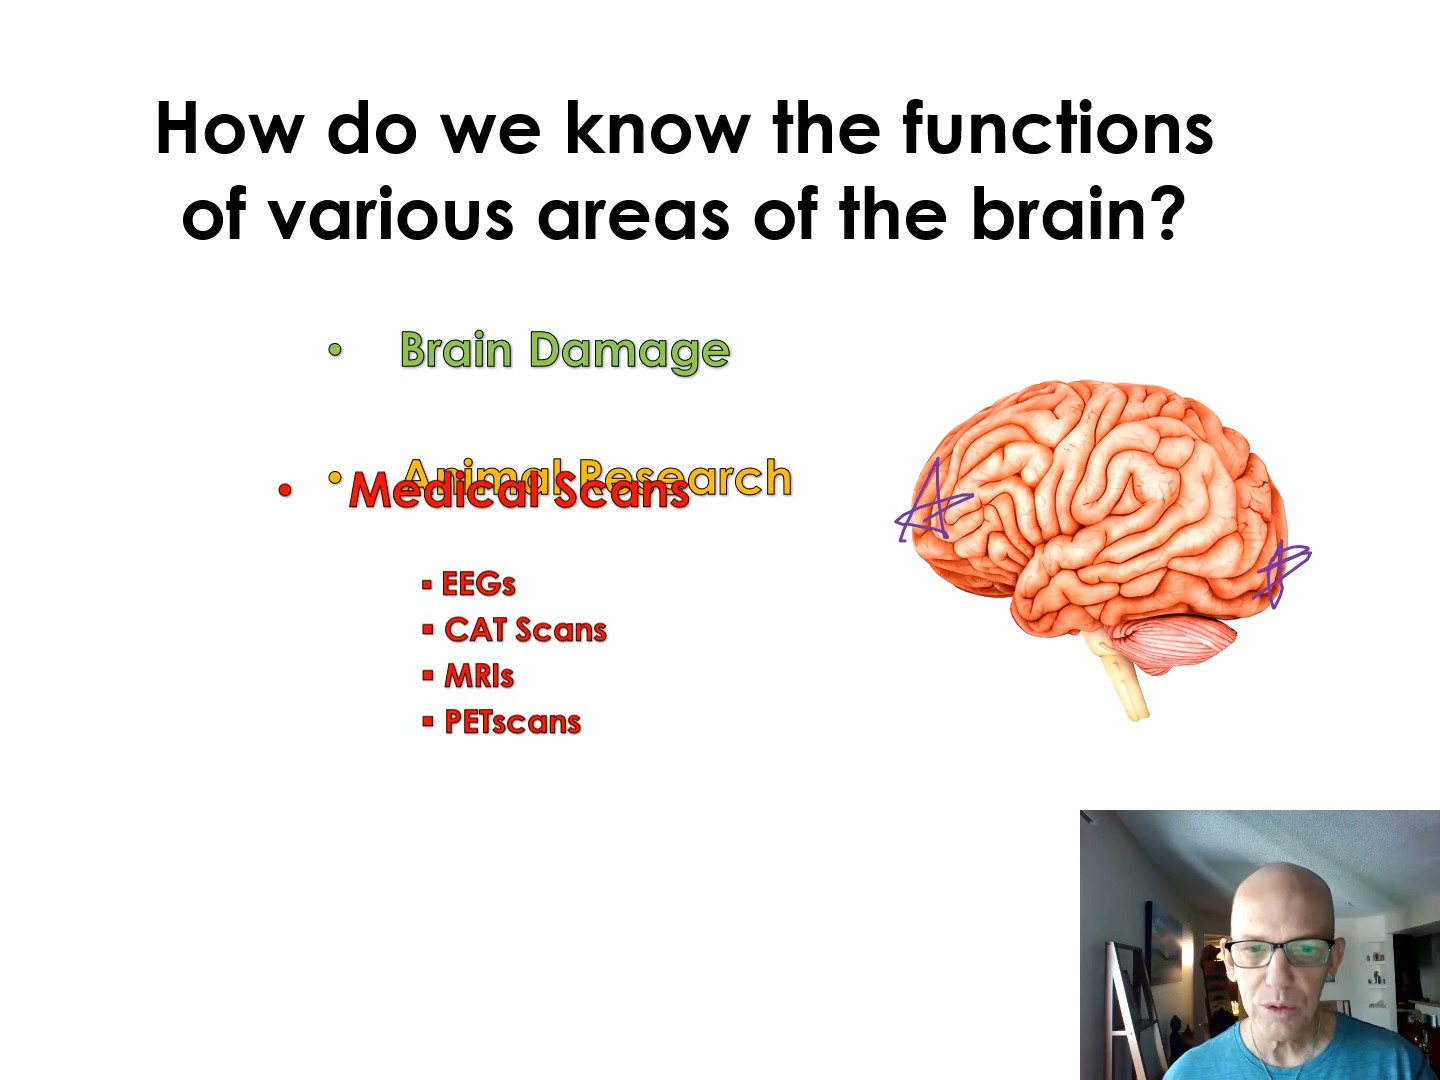 How do we know the functions
of various areas of the brain?
• Brain Damage
• Animal Research
• Medical Scans
▪ EEGs
▪ CAT Scans
▪ MRIs
▪ PETscans
A